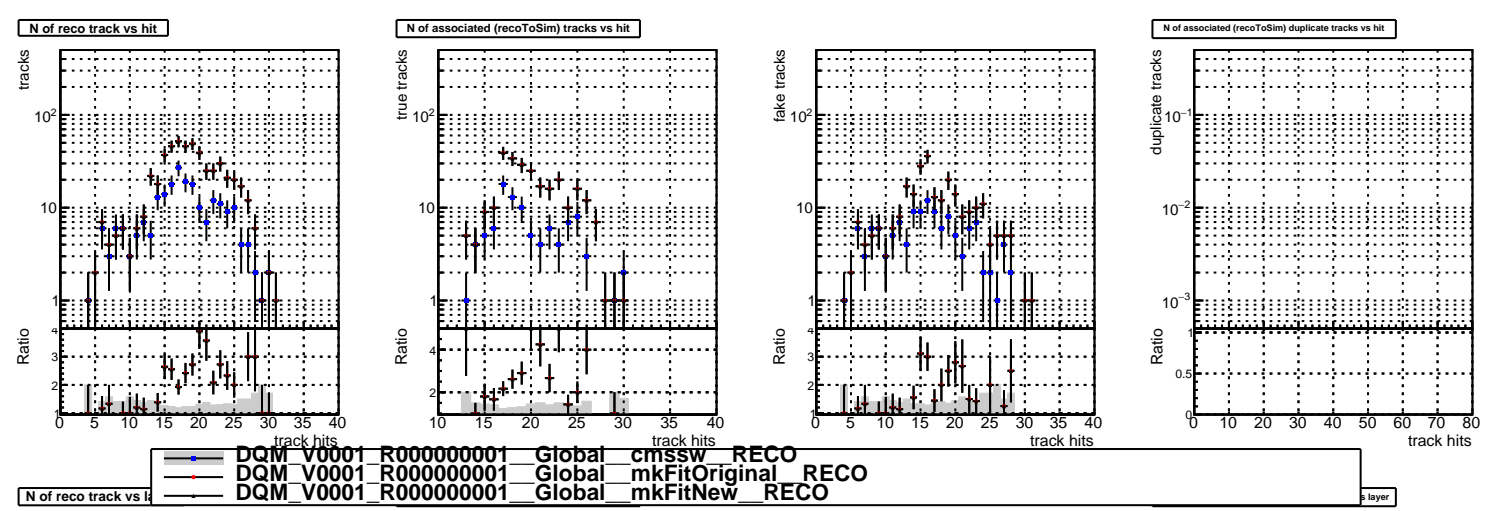 N of reco track vs hit
N of associated (recoToSim) tracks vs hit
N of associated (recoToSim) duplicate tracks vs hit
tracks
10²
10
1
Ratio
4
3
2
1
0 5 10 15 20 25 30 35 40
track hits
true tracks
10²
10
1
Ratio
4
2
10 15 20 25 30 35 40
track hits
fake tracks
10²
10
1
Ratio
4
3
2
1
0 5 10 15 20 25 30 35 40
track hits
duplicate tracks
10⁻¹
10⁻²
10⁻³
Ratio
1
0.5
0
0 10 20 30 40 50 60 70 80
track hits
DQM_V0001_R000000001__Global__cmssw__RECO
DQM_V0001_R000000001__Global__mkFitOriginal__RECO
DQM_V0001_R000000001__Global__mkFitNew__RECO
N of reco track vs
layer